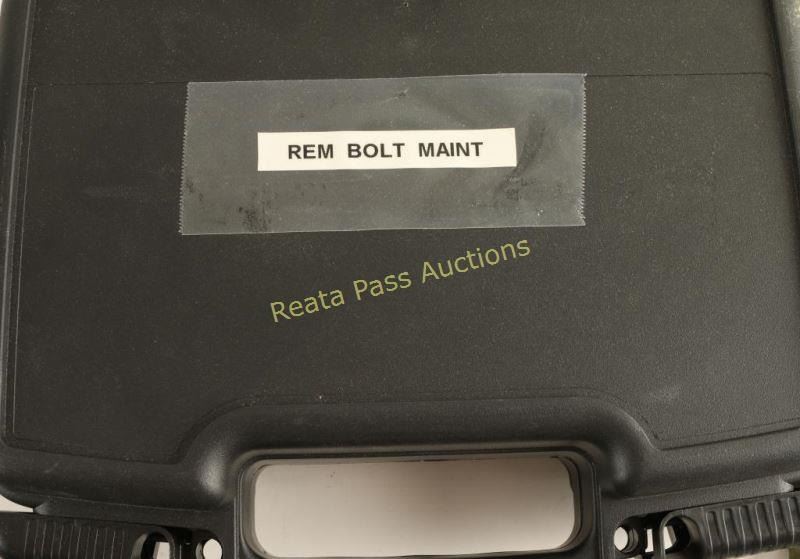 REM BOLT MAINT
Reata Pass Auctions